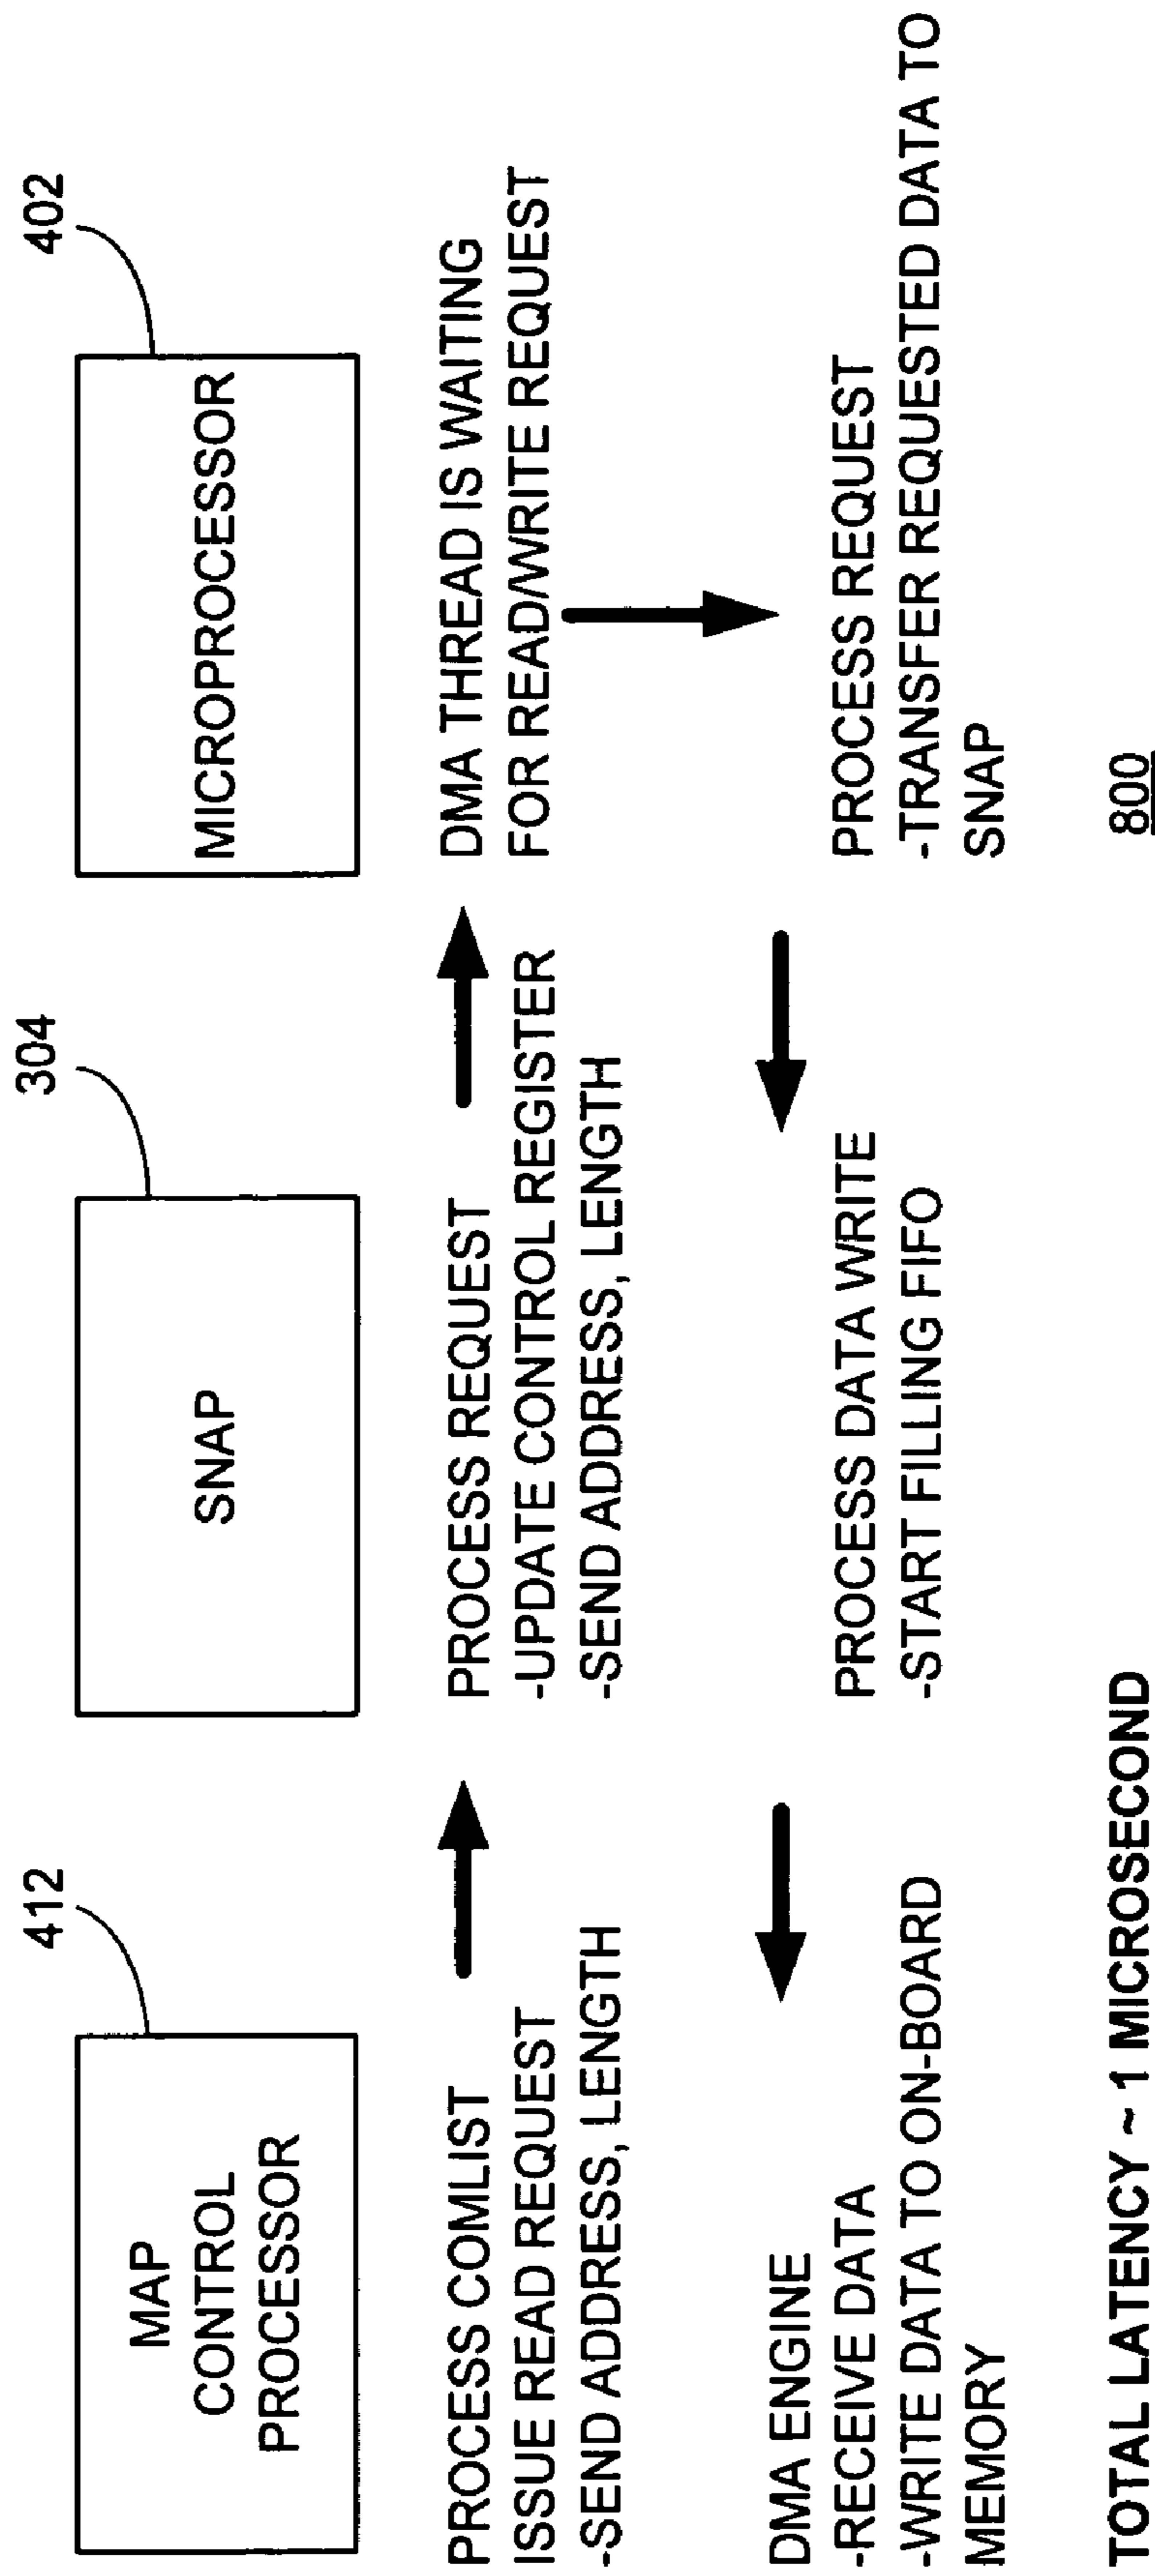 412
304
402
MAP
CONTROL
PROCESSOR
SNAP
MICROPROCESSOR
PROCESS COMLIST
ISSUE READ REQUEST
-SEND ADDRESS, LENGTH
PROCESS REQUEST
-UPDATE CONTROL REGISTER
-SEND ADDRESS, LENGTH
DMA THREAD IS WAITING
FOR READ/WRITE REQUEST
DMA ENGINE
-RECEIVE DATA
-WRITE DATA TO ON-BOARD
MEMORY
PROCESS DATA WRITE
-START FILLING FIFO
PROCESS REQUEST
-TRANSFER REQUESTED DATA TO
SNAP
TOTAL LATENCY ~ 1 MICROSECOND
800